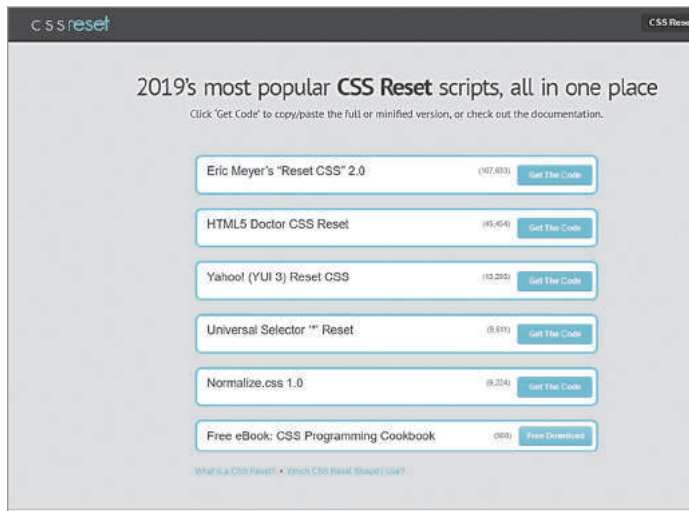 cssreset
CSS Rese
2019's most popular CSS Reset scripts, all in one place
Click 'Get Code' to copy/paste the full or minified version, or check out the documentation.
Eric Meyer's "Reset CSS" 2.0 Get The Code
HTML5 Doctor CSS Reset Get The Code
Yahoo! (YUI 3) Reset CSS Get The Code
Universal Selector '*' Reset Get The Code
Normalize.css 1.0 (9,224) Get The Code
Free eBook: CSS Programming Cookbook Free Download
What is a CSS Reset? • Which CSS Reset Should I Use?